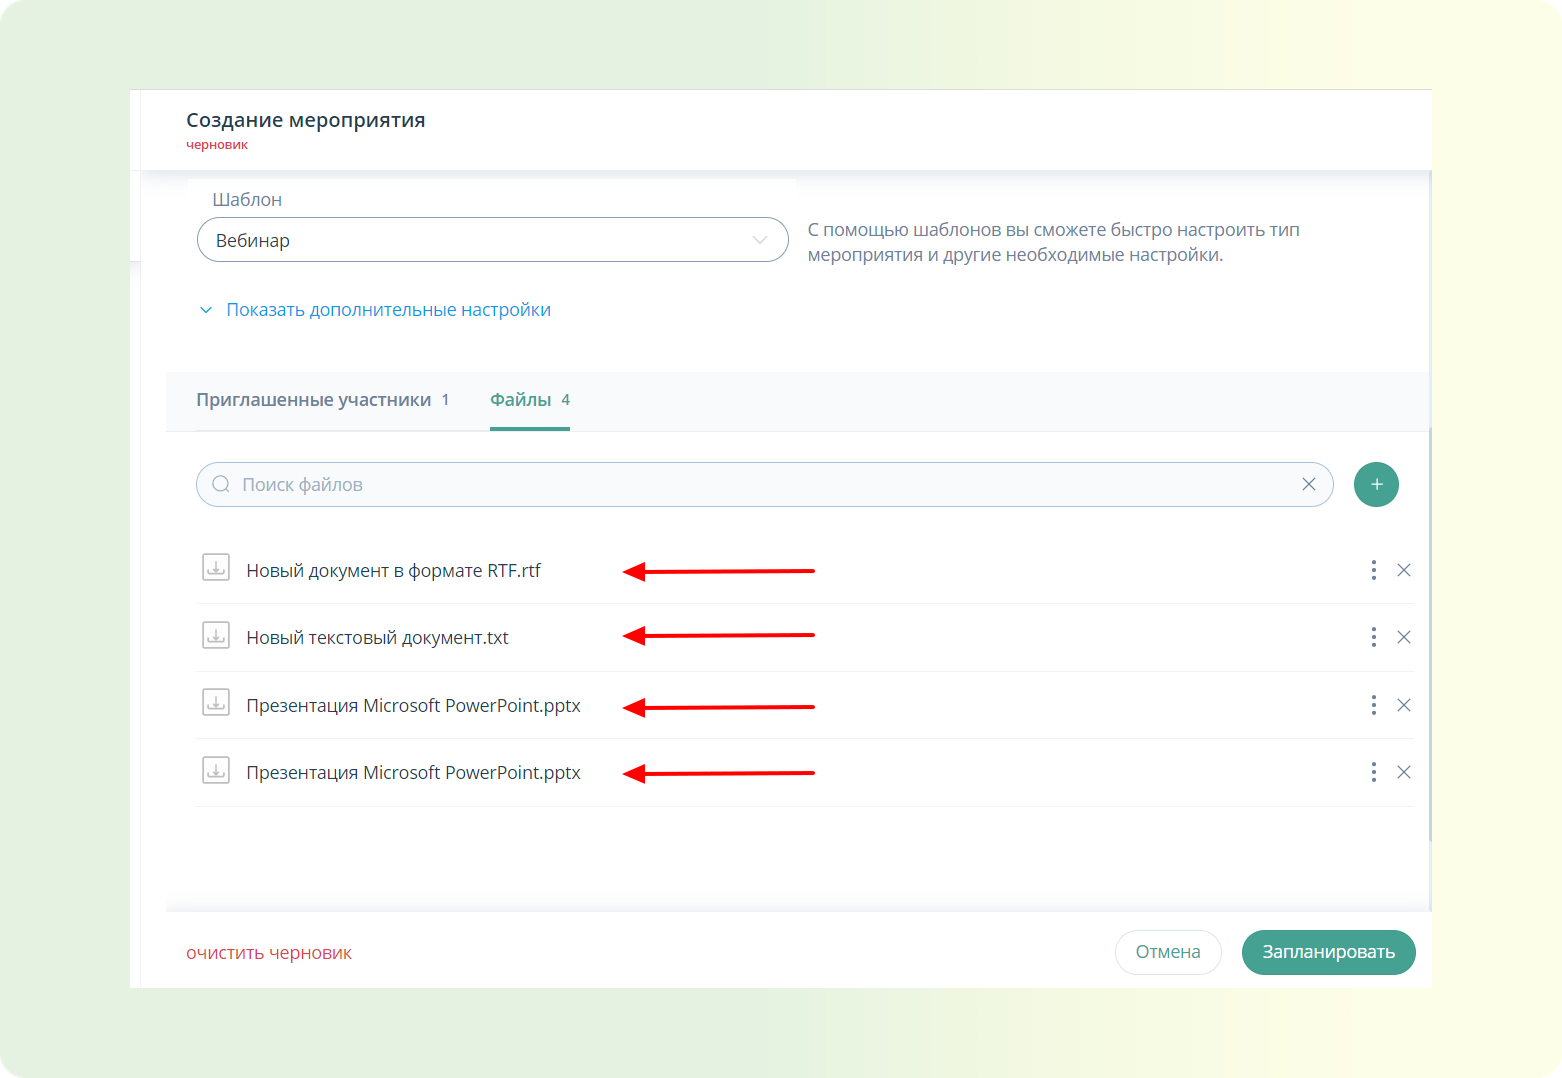 Создание мероприятия
черновик
Шаблон
Вебинар
С помощью шаблонов вы сможете быстро настроить тип
мероприятия и другие необходимые настройки.
Показать дополнительные настройки
Приглашенные участники 1 Файлы 4
Поиск файлов
Новый документ в формате RTF.rtf
Новый текстовый документ.txt
Презентация Microsoft PowerPoint.pptx
Презентация Microsoft PowerPoint.pptx
очистить черновик Отмена Запланировать